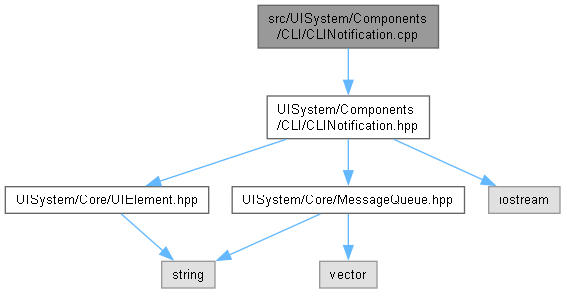 src/UISystem/Components
/CLI/CLINotification.cpp
UISystem/Components
/CLI/CLINotification.hpp
UISystem/Core/UIElement.hpp
UISystem/Core/MessageQueue.hpp
iostream
string
vector